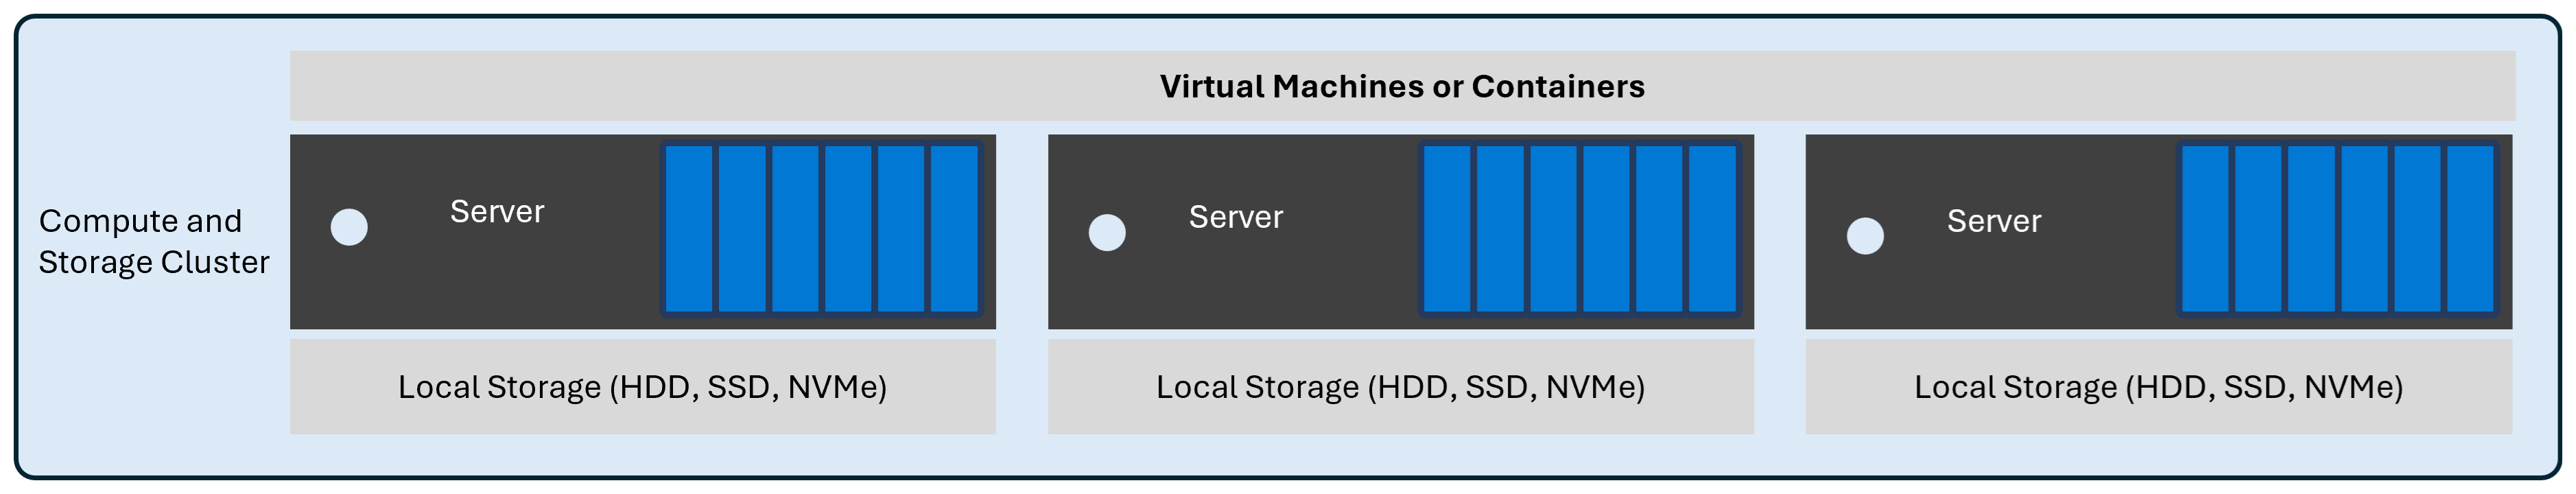 Virtual Machines or Containers
Compute and
Storage Cluster
Server
Server
Server
Local Storage (HDD, SSD, NVMe)
Local Storage (HDD, SSD, NVMe)
Local Storage (HDD, SSD, NVMe)